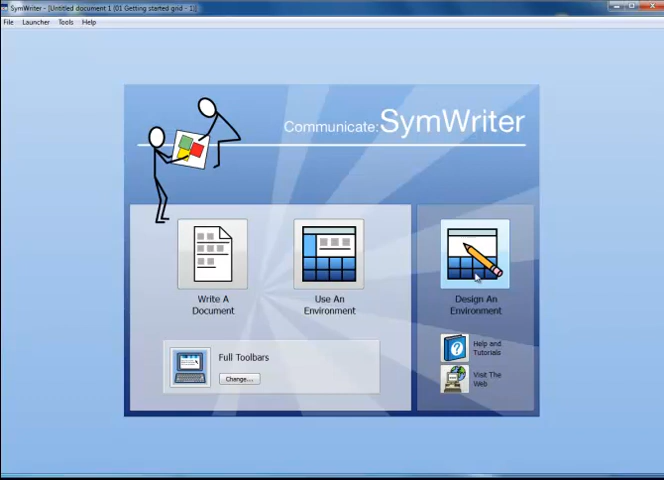 SymWriter - [Untitled document 1 (01 Getting started grid - 1)]
File Launcher Tools Help
Communicate:SymWriter
Write A
Document
Use An
Environment
Design An
Environment
Full Toolbars
Change...
Help and
Tutorials
Visit The
Web